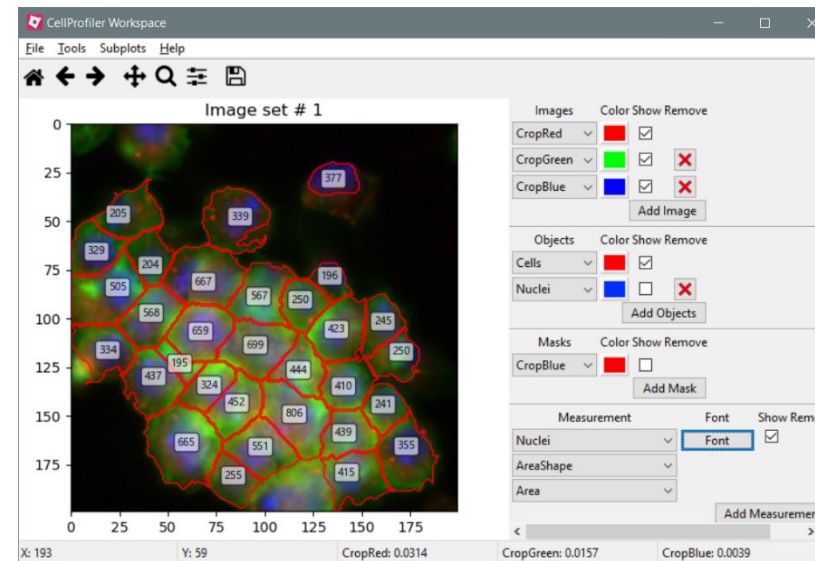 CellProfiler Workspace
File Tools Subplots Help
Image set # 1
0
25
50
75
100
125
150
175
0 25 50 75 100 125 150 175
377
205
339
329
204
196
505
667
567
250
568
245
659
423
699
334
250
195
444
437
324
410
452
241
806
439
665
551
355
255
415
Images Color Show Remove
CropRed
CropGreen
CropBlue
Add Image
Objects Color Show Remove
Cells
Nuclei
Add Objects
Masks Color Show Remove
CropBlue
Add Mask
Measurement Font Show Rem
Nuclei Font
AreaShape
Area
Add Measuremen
X: 193 Y: 59 CropRed: 0.0314 CropGreen: 0.0157 CropBlue: 0.0039